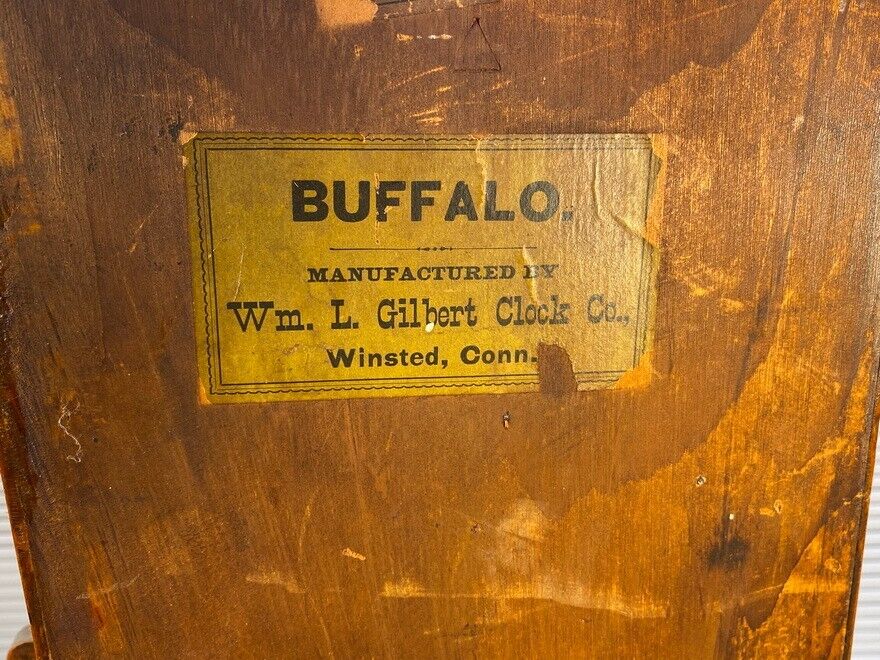 BUFFALO.
MANUFACTURED BY
Wm. L. Gilbert Clock Co.,
Winsted, Conn.